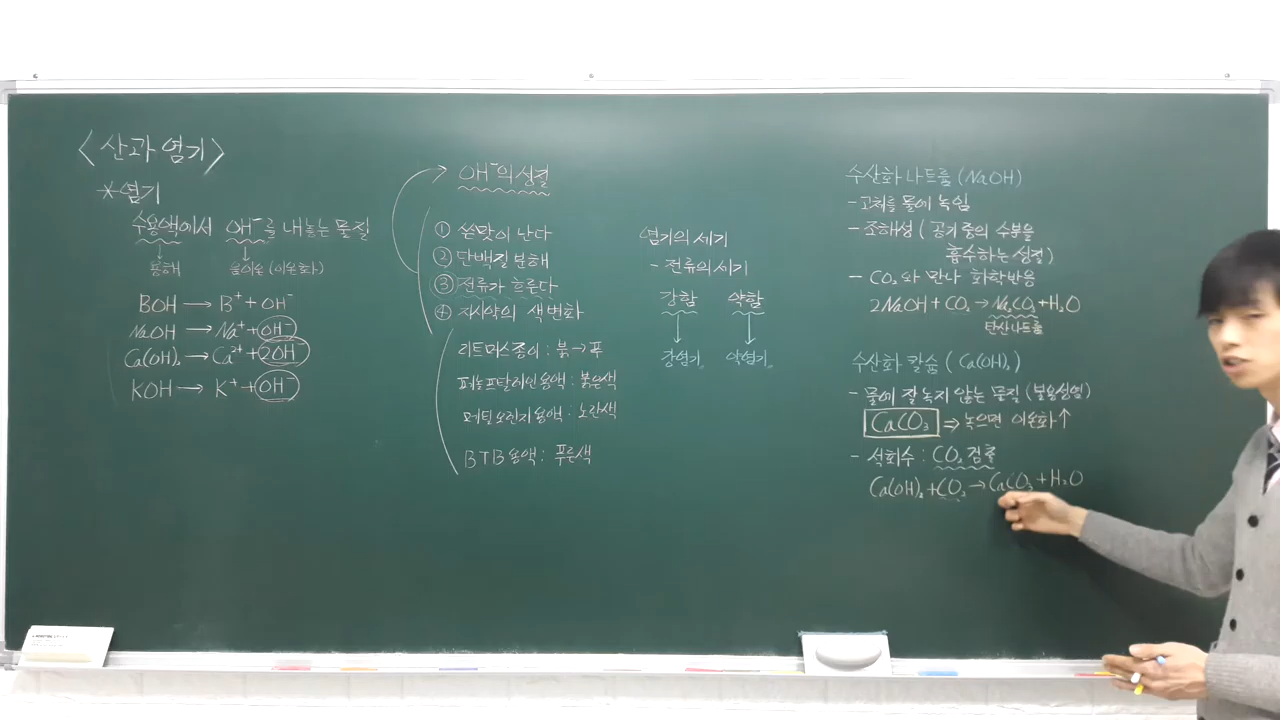 <산과 염기>
*염기
수용액에서 OH⁻를 내놓는 물질
↓ ↓
용해 음이온 (이온화)
BOH → B⁺ + OH⁻
NaOH → Na⁺ + OH⁻
Ca(OH)₂ → Ca²⁺ + 2OH⁻
KOH → K⁺ + OH⁻
OH⁻의 성질
① 쓴맛이 난다
② 단백질 분해
③ 전류가 흐른다
④ 지시약의 색변화
리트머스종이 : 붉→푸
페놀프탈레인용액 : 붉은색
메틸오렌지용액 : 노란색
BTB용액 : 푸른색
염기의 세기
- 전류의 세기
강함 약함
↓ ↓
강염기 약염기
수산화 나트륨 (NaOH)
- 고체를 물에 녹임
- 조해성 ( 공기 중의 수분을
흡수하는 성질)
- CO₂와 만나 화학반응
2NaOH + CO₂ → Na₂CO₃ + H₂O
탄산나트륨
수산화 칼슘 ( Ca(OH)₂)
- 물에 잘 녹지 않는 물질 (불용성염)
CaCO₃ ⇒ 녹으면 이온화↑
- 석회수 : CO₂ 검출
Ca(OH)₂ + CO₂ → CaCO₃ + H₂O